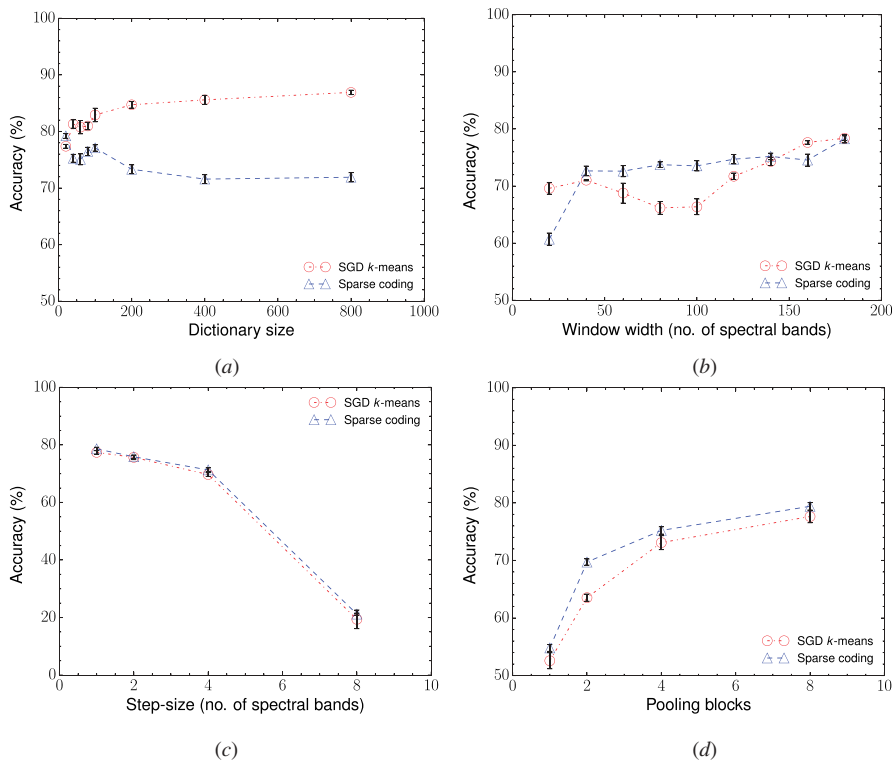 100
90
80
70
60
50
Accuracy (%)
SGD k-means
Sparse coding
0 200 400 600 800 1000
Dictionary size
(a)
100
90
80
70
60
50
Accuracy (%)
SGD k-means
Sparse coding
0 50 100 150 200
Window width (no. of spectral bands)
(b)
100
80
60
40
20
0
Accuracy (%)
SGD k-means
Sparse coding
0 2 4 6 8 10
Step-size (no. of spectral bands)
(c)
100
90
80
70
60
50
Accuracy (%)
SGD k-means
Sparse coding
0 2 4 6 8 10
Pooling blocks
(d)